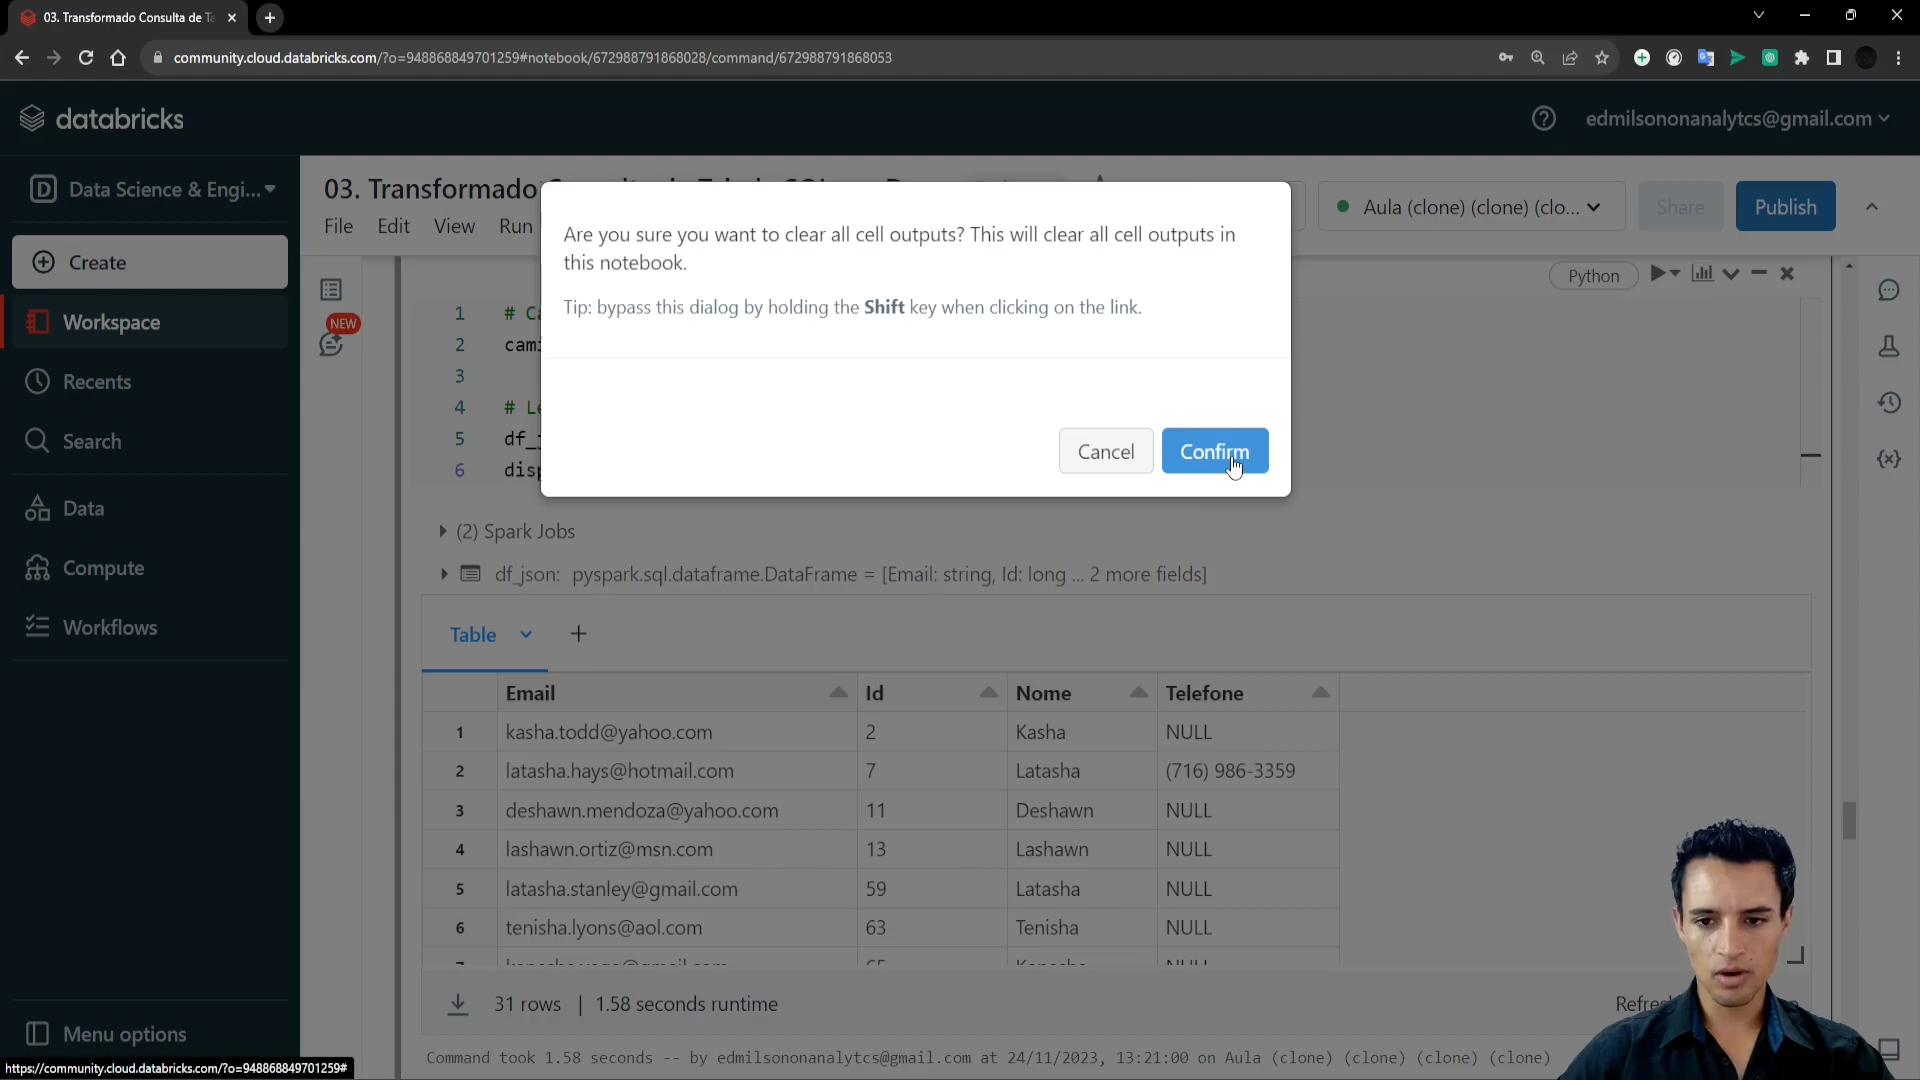 03. Transformado Consulta de Ta
community.cloud.databricks.com/?o=948868849701259#notebook/672988791868028/command/672988791868053
databricks
edmilsononanalytcs@gmail.com
Data Science & Engi...
03. Transformado
Aula (clone) (clone) (clo...
Share
Publish
File Edit View Run
Are you sure you want to clear all cell outputs? This will clear all cell outputs in
this notebook.
Tip: bypass this dialog by holding the Shift key when clicking on the link.
Cancel
Confirm
Create
Workspace
Recents
Search
Data
Compute
Workflows
Menu options
NEW
Python
1 # Ca
2 cami
3
4 # Le
5 df_j
6 disp
(2) Spark Jobs
df_json: pyspark.sql.dataframe.DataFrame = [Email: string, Id: long ... 2 more fields]
Table
Email Id Nome Telefone
1 kasha.todd@yahoo.com 2 Kasha NULL
2 latasha.hays@hotmail.com 7 Latasha (716) 986-3359
3 deshawn.mendoza@yahoo.com 11 Deshawn NULL
4 lashawn.ortiz@msn.com 13 Lashawn NULL
5 latasha.stanley@gmail.com 59 Latasha NULL
6 tenisha.lyons@aol.com 63 Tenisha NULL
31 rows | 1.58 seconds runtime
Refres
Command took 1.58 seconds -- by edmilsononanalytcs@gmail.com at 24/11/2023, 13:21:00 on Aula (clone) (clone) (clone) (clone)
https://community.cloud.databricks.com/?o=948868849701259#